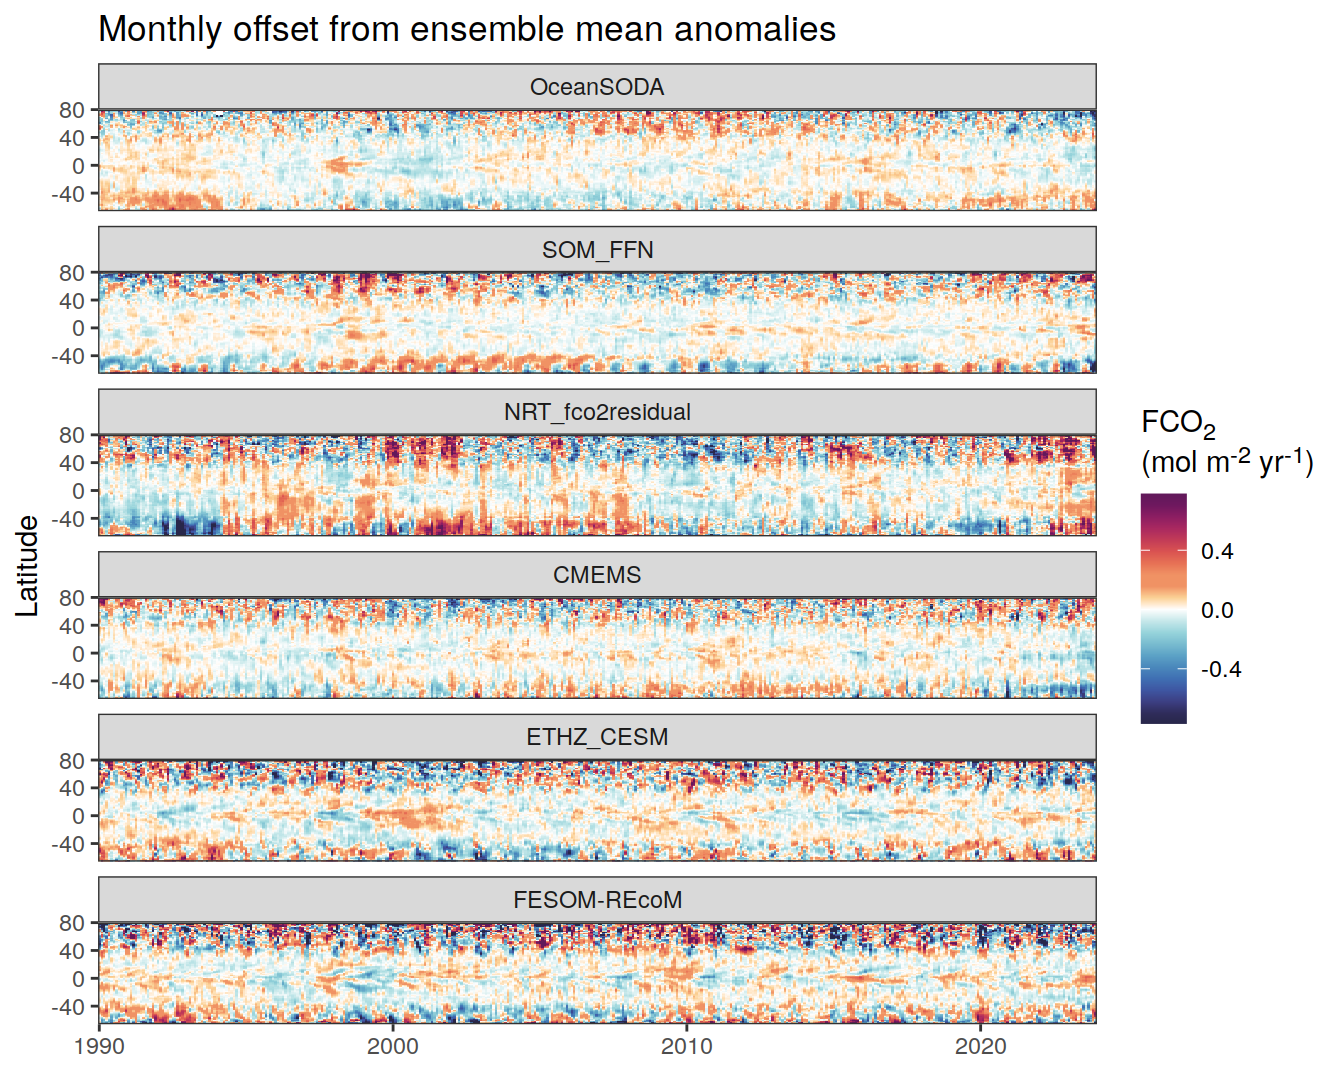 Monthly offset from ensemble mean anomalies
OceanSODA
80
40
0
-40
SOM_FFN
80
40
0
-40
NRT_fco2residual
80
40
0
-40
CMEMS
80
40
0
-40
ETHZ_CESM
80
40
0
-40
FESOM-REcoM
80
40
0
-40
1990 2000 2010 2020
Latitude
FCO₂
(mol m⁻² yr⁻¹)
0.4
0.0
-0.4